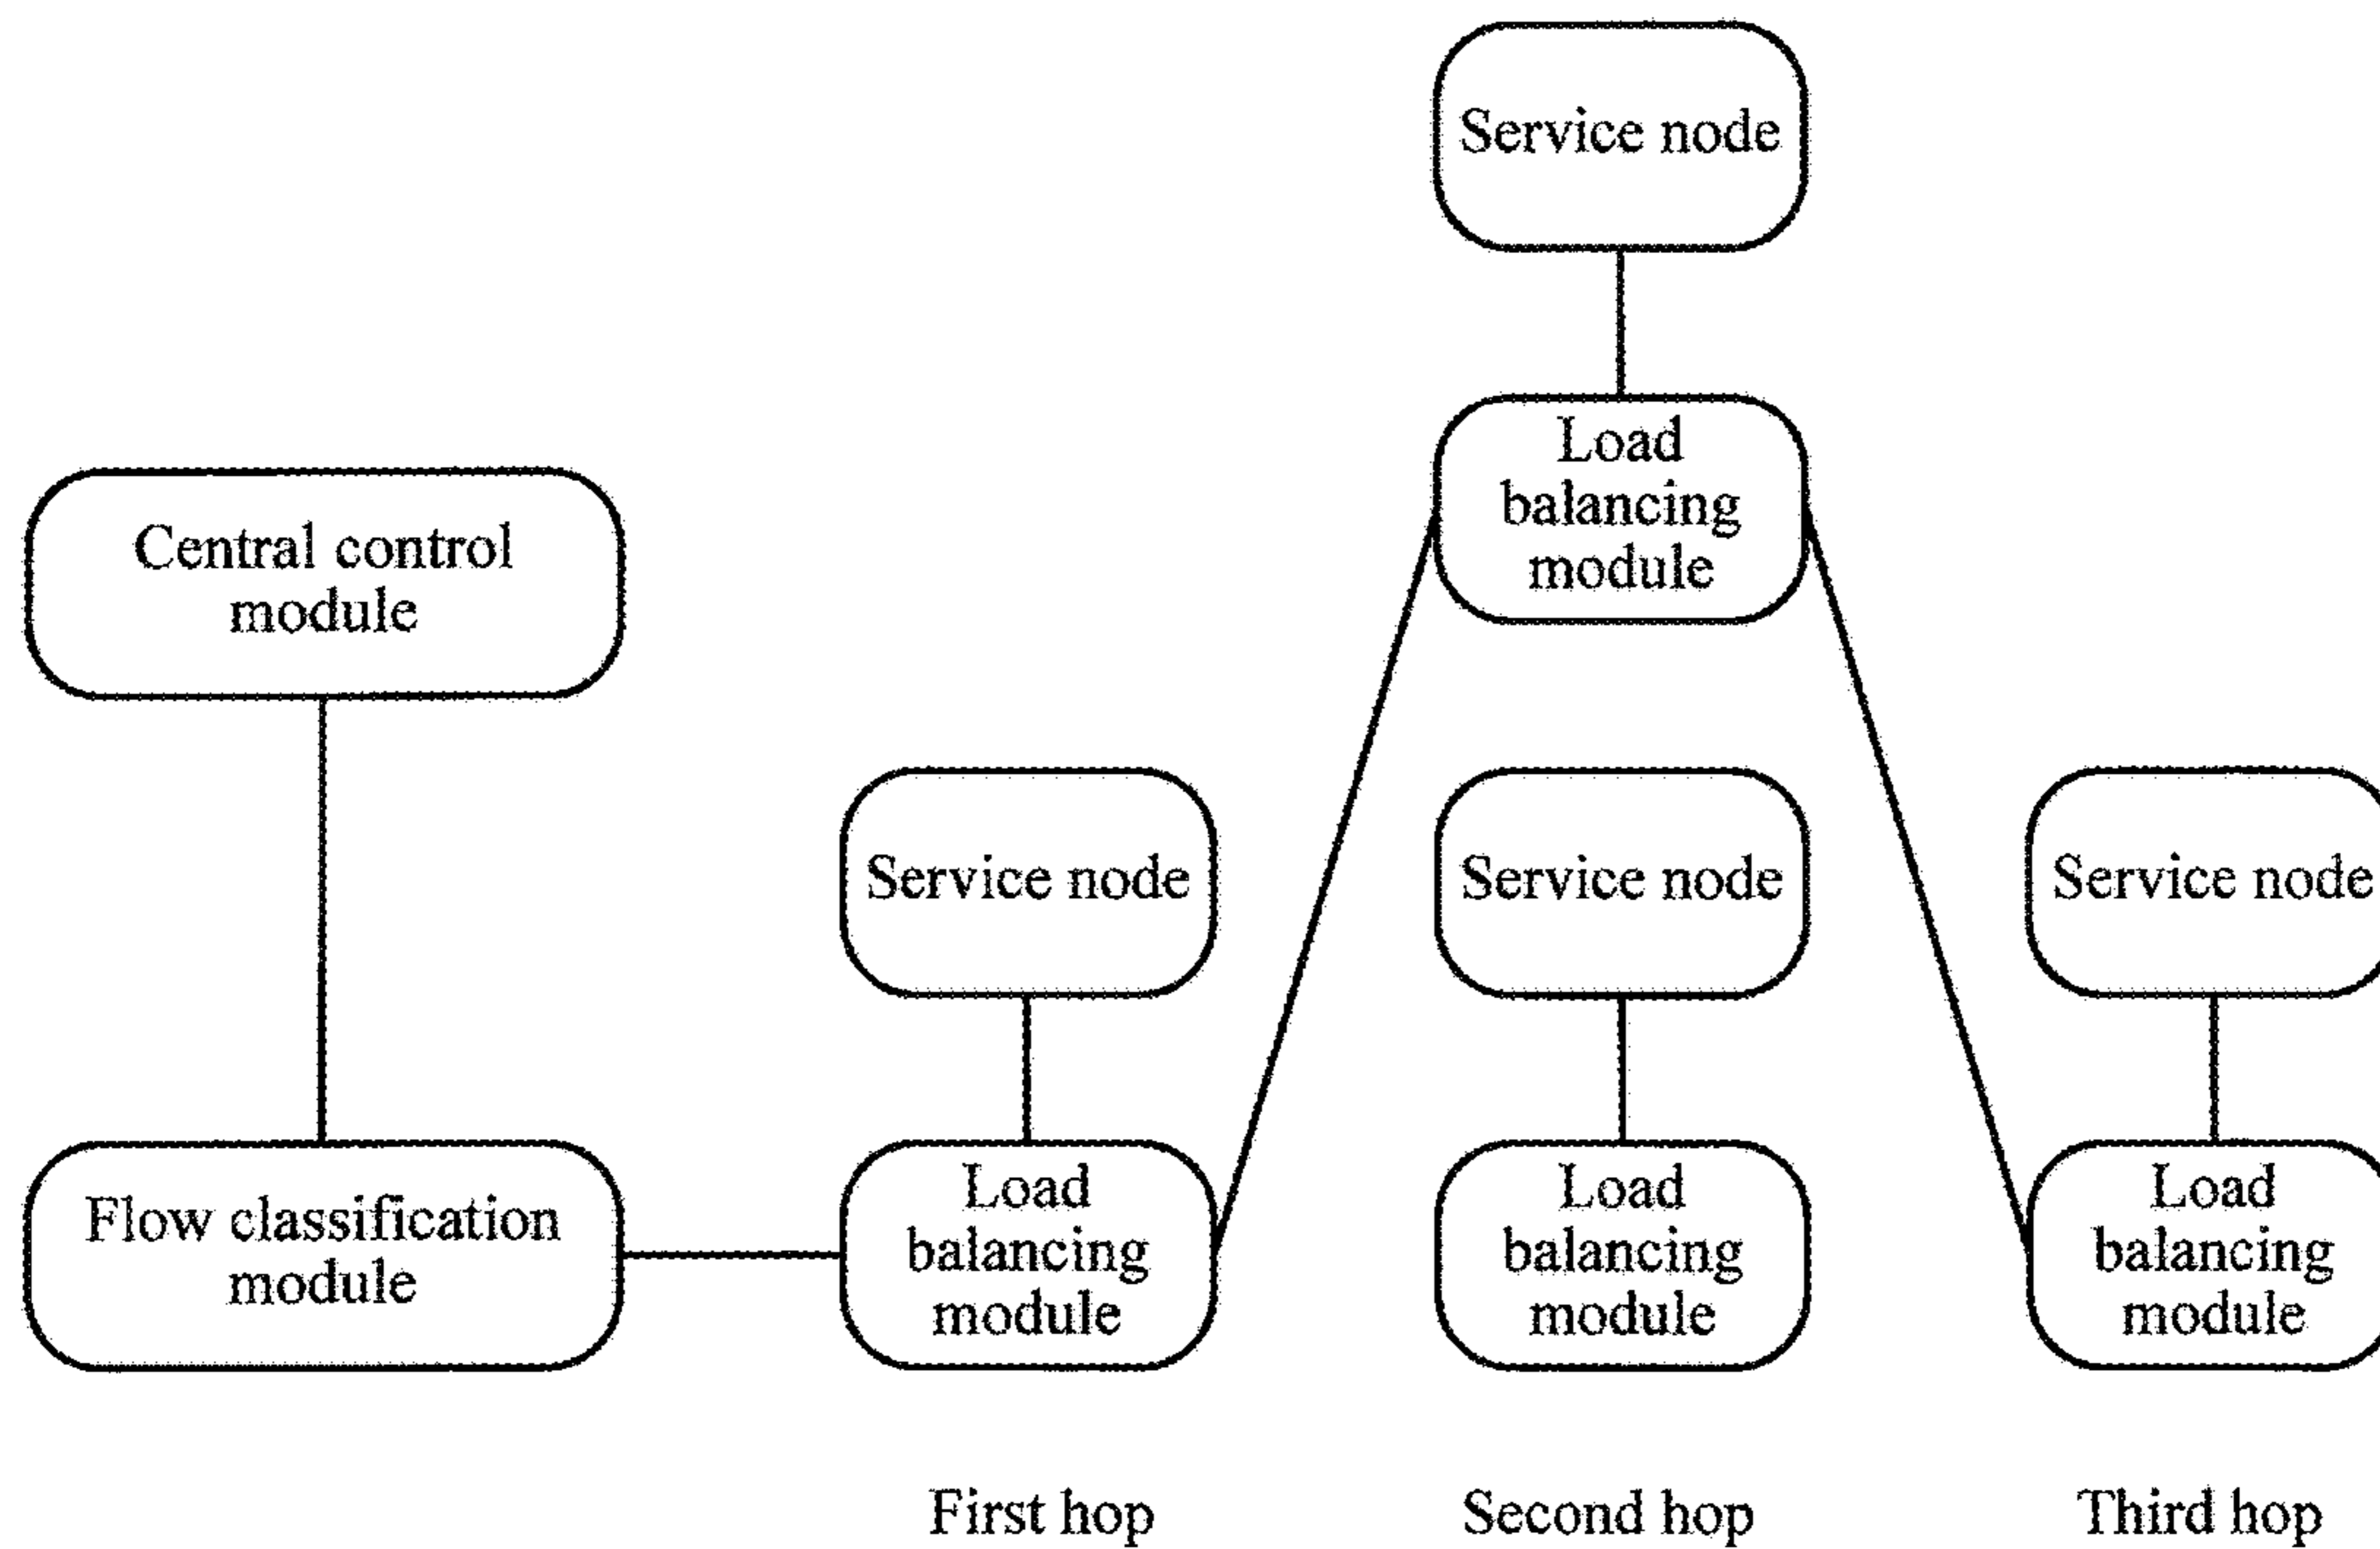 Service node
Load
balancing
module
Central control
module
Service node
Service node
Service node
Flow classification
module
Load
balancing
module
Load
balancing
module
Load
balancing
module
First hop
Second hop
Third hop